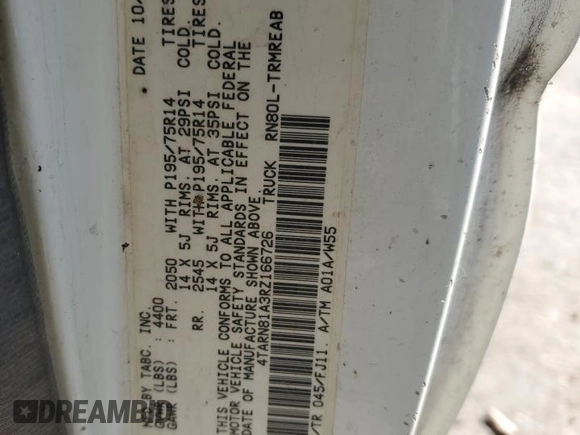 MFD BY TABC. INC. DATE 10/
GVWR (LBS) : 4400
GAWR (LBS) : FRT. 2050 WITH P195/75R14 TIRES
14 X 5J RIMS. AT 29PSI COLD.
RR. 2545 WITH P195/75R14 TIRES
14 X 5J RIMS. AT 35PSI COLD.
THIS VEHICLE CONFORMS TO ALL APPLICABLE FEDERAL
MOTOR VEHICLE SAFETY STANDARDS IN EFFECT ON THE
DATE OF MANUFACTURE SHOWN ABOVE.
4TARN81A3RZ166726 TRUCK RN80L-TRMREAB
/TR 045/FJ11. A/TM A01A/W55
DREAMBID